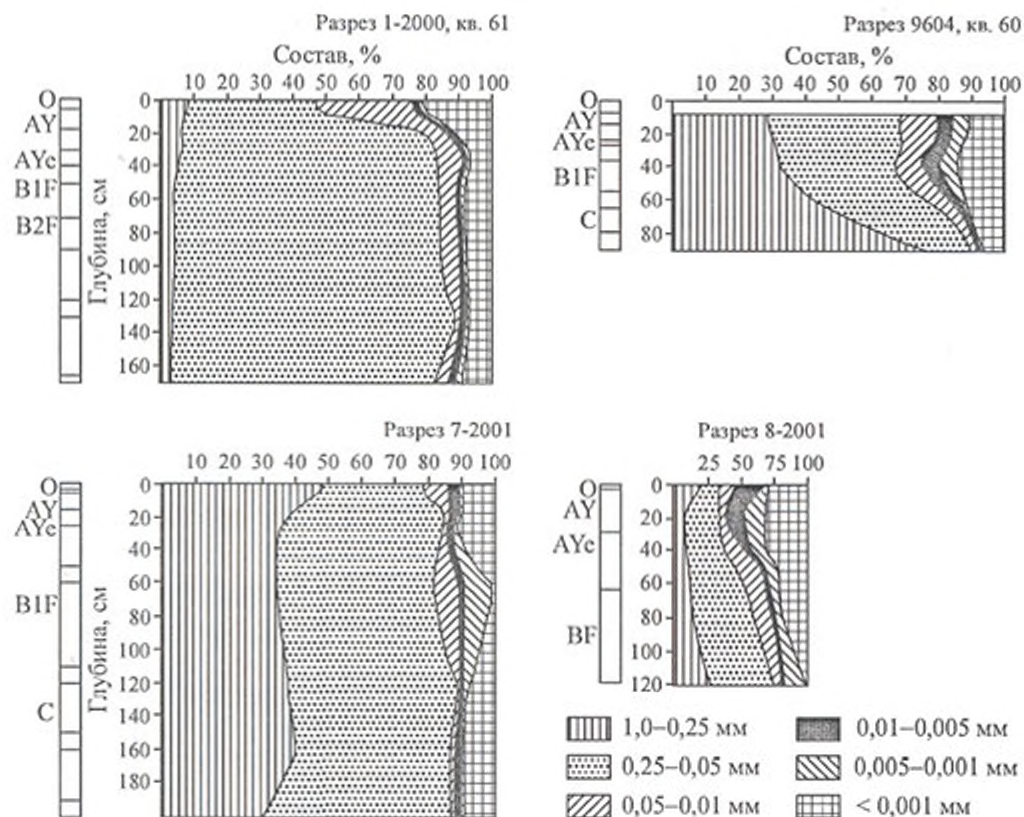 Разрез 1-2000, кв. 61
Состав, %
10 20 30 40 50 60 70 80 90 100
0
20
40
60
80
100
120
140
160
Глубина, см
О
AY
AYe
B1F
B2F
Разрез 9604, кв. 60
Состав, %
10 20 30 40 50 60 70 80 90 100
0
20
40
60
80
О
AY
AYe
B1F
C
Разрез 7-2001
10 20 30 40 50 60 70 80 90 100
0
20
40
60
80
100
120
140
160
180
Глубина, см
О
AY
AYe
B1F
C
Разрез 8-2001
25 50 75 100
0
20
40
60
80
100
120
О
AY
AYe
BF
1,0–0,25 мм
0,25–0,05 мм
0,05–0,01 мм
0,01–0,005 мм
0,005–0,001 мм
< 0,001 мм